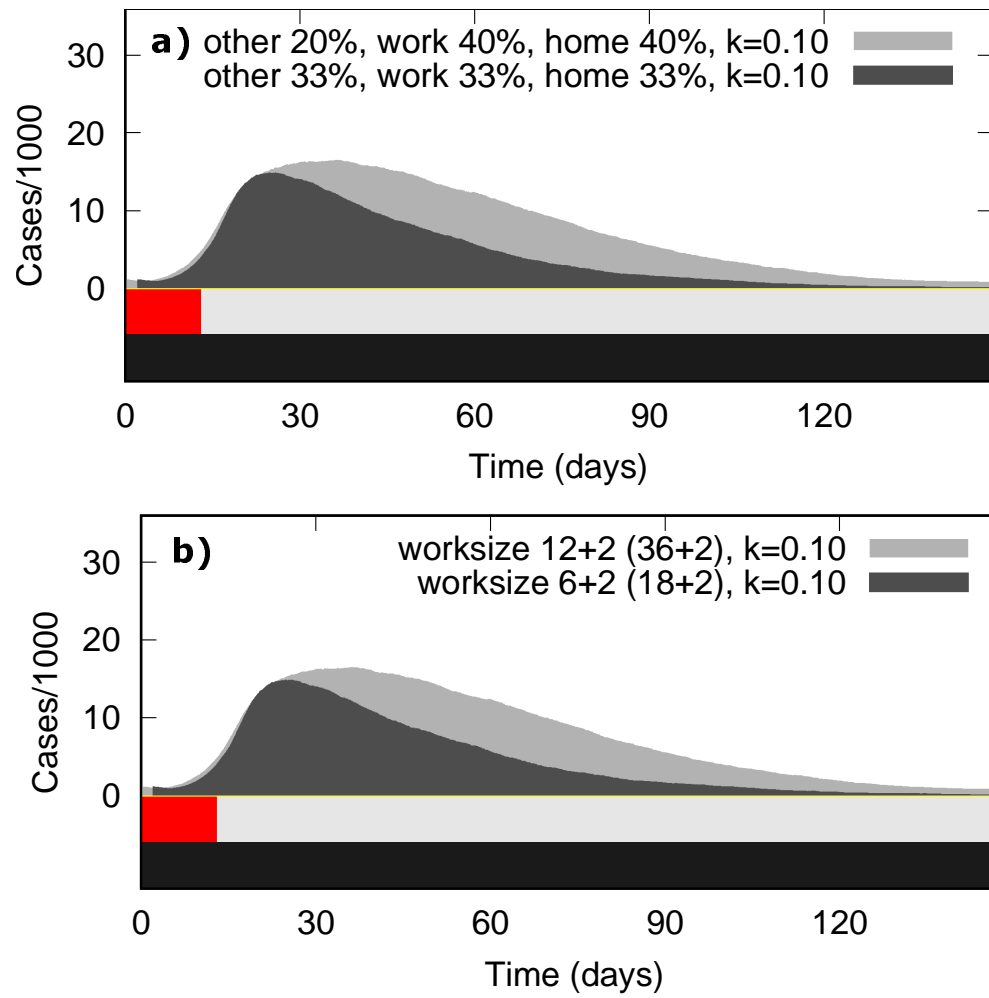 a) other 20%, work 40%, home 40%, k=0.10
other 33%, work 33%, home 33%, k=0.10
30
20
10
0
Cases/1000
0 30 60 90 120
Time (days)
b) worksize 12+2 (36+2), k=0.10
worksize 6+2 (18+2), k=0.10
30
20
10
0
Cases/1000
0 30 60 90 120
Time (days)